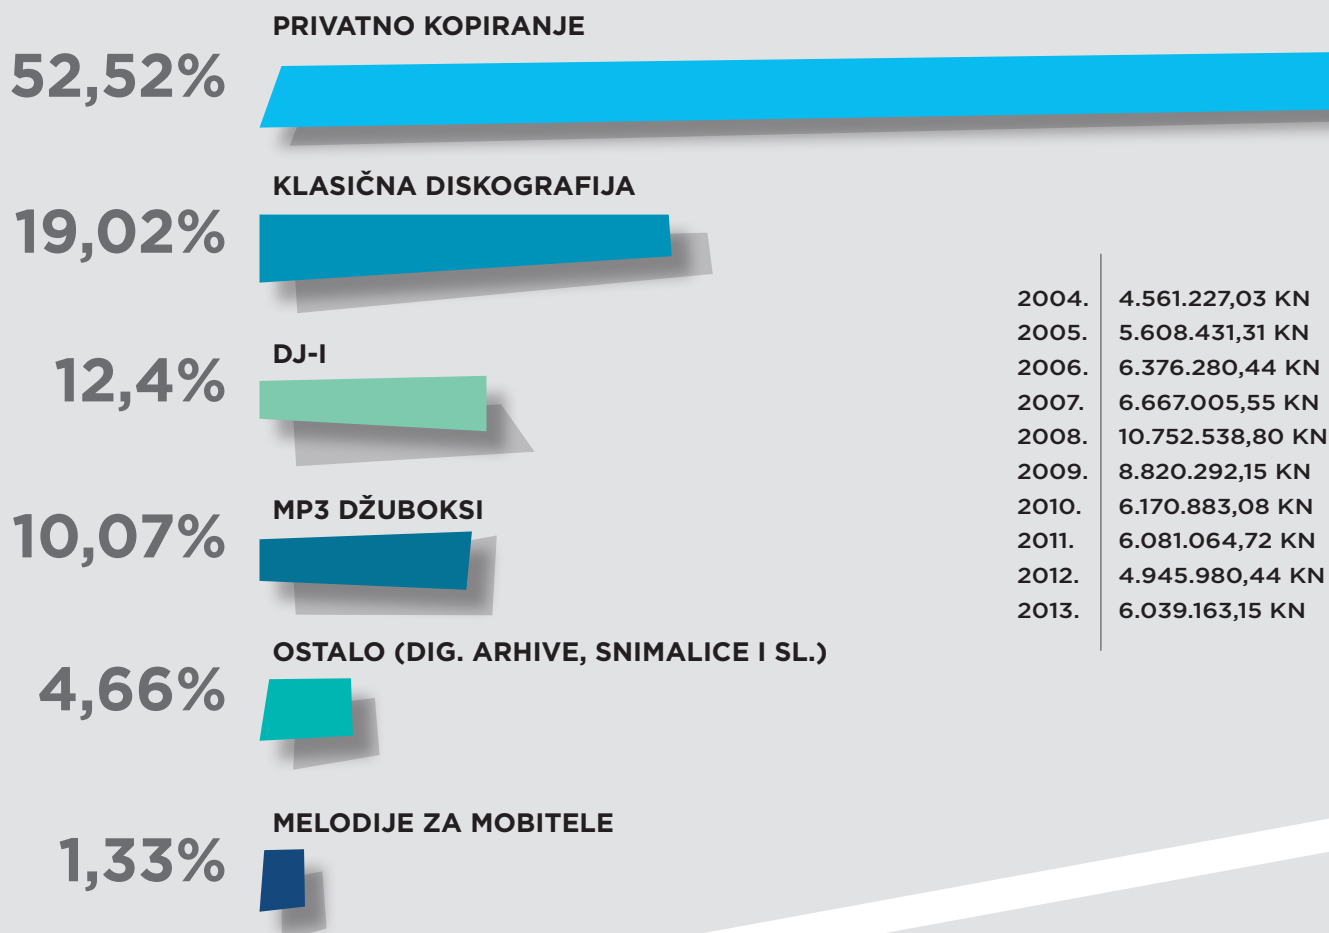 PRIVATNO KOPIRANJE
52,52%
KLASIČNA DISKOGRAFIJA
19,02%
DJ-I
12,4%
MP3 DŽUBOKSI
10,07%
OSTALO (DIG. ARHIVE, SNIMALICE I SL.)
4,66%
MELODIJE ZA MOBITELE
1,33%
2004. 4.561.227,03 KN
2005. 5.608.431,31 KN
2006. 6.376.280,44 KN
2007. 6.667.005,55 KN
2008. 10.752.538,80 KN
2009. 8.820.292,15 KN
2010. 6.170.883,08 KN
2011. 6.081.064,72 KN
2012. 4.945.980,44 KN
2013. 6.039.163,15 KN